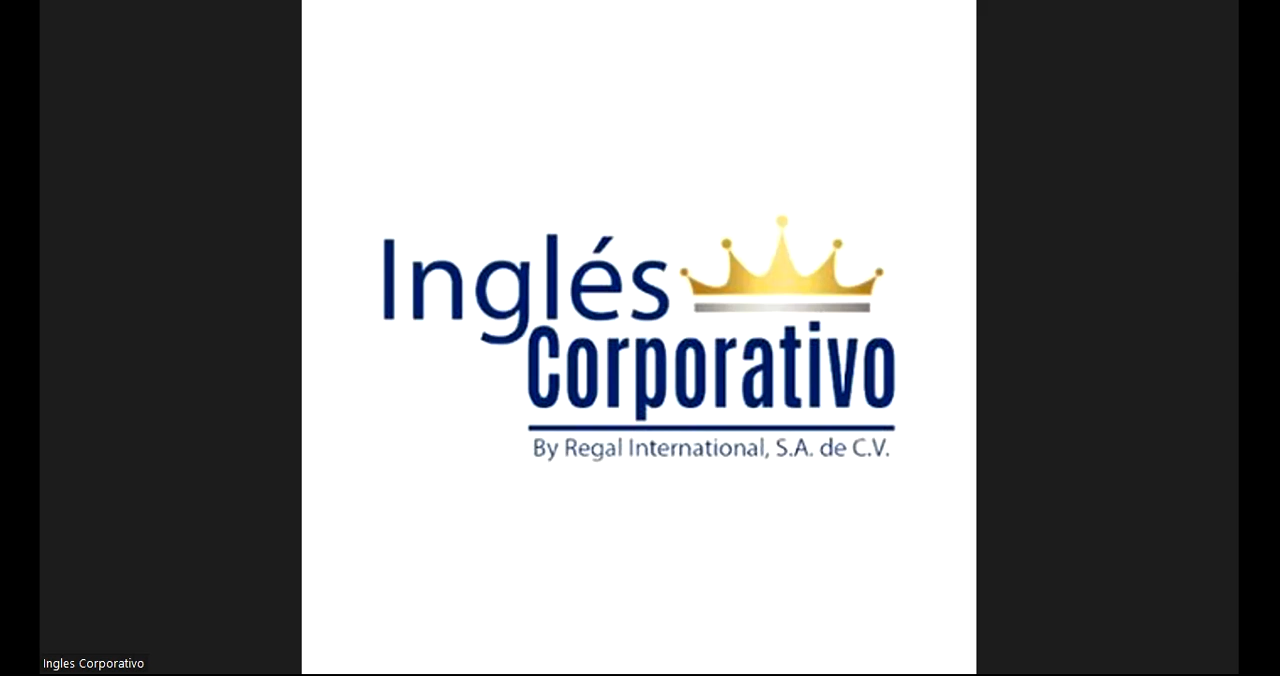 Inglés
Corporativo
By Regal International, S.A. de C.V.
Ingles Corporativo